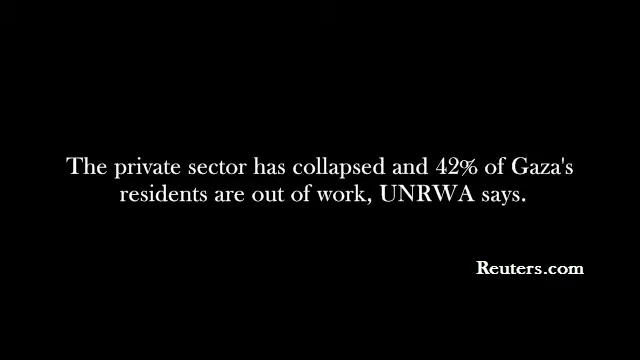 The private sector has collapsed and 42% of Gaza's
residents are out of work, UNRWA says.
Reuters.com